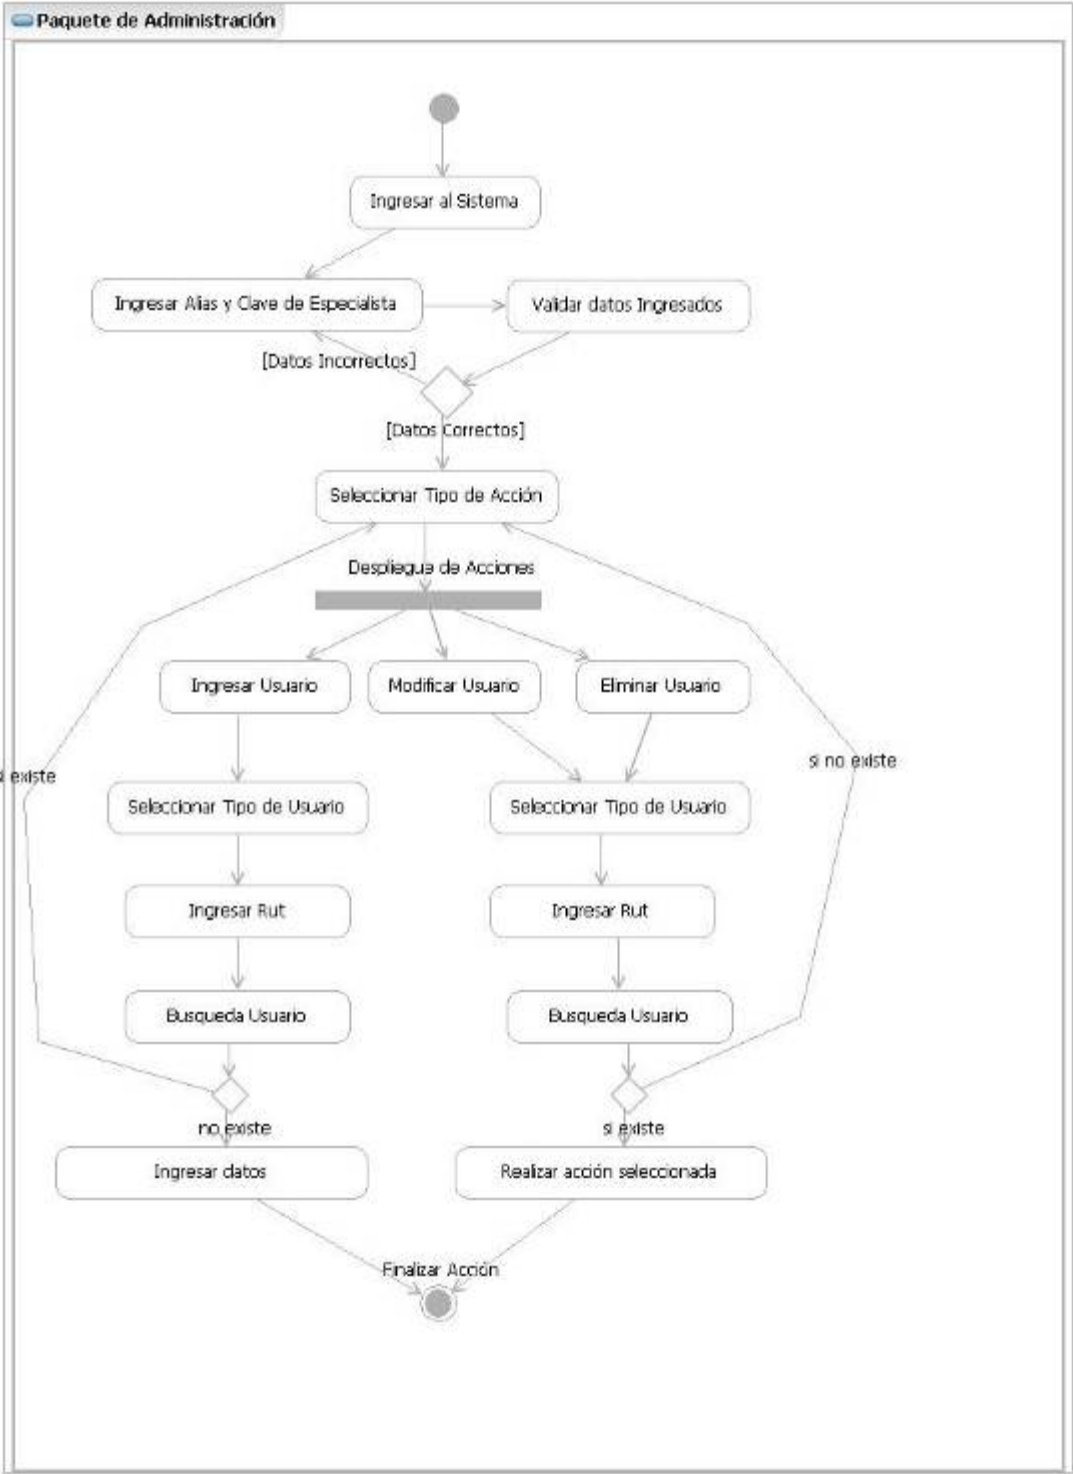 Paquete de Administración
Ingresar al Sistema
Ingresar Alias y Clave de Especialista
Validar datos Ingresados
[Datos Incorrectos]
[Datos Correctos]
Seleccionar Tipo de Acción
Despliegue de Acciones
Ingresar Usuario
Modificar Usuario
Eliminar Usuario
si existe
si no existe
Seleccionar Tipo de Usuario
Seleccionar Tipo de Usuario
Ingresar Rut
Ingresar Rut
Busqueda Usuario
Busqueda Usuario
no existe
si existe
Ingresar datos
Realizar acción seleccionada
Finalizar Acción